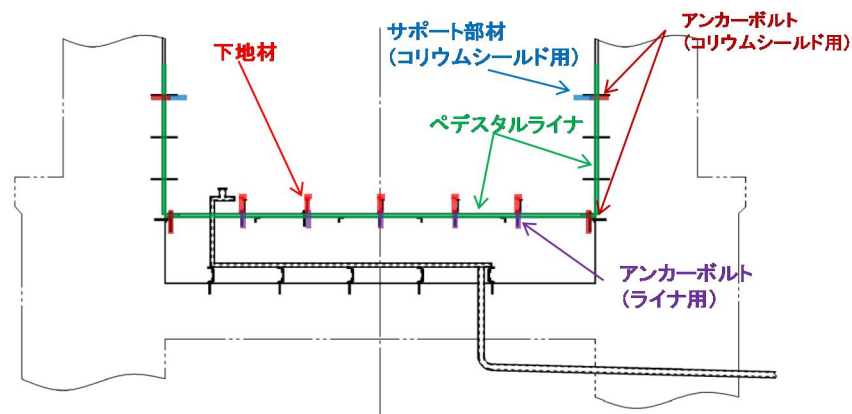 下地材
サポート部材
(コリウムシールド用)
アンカーボルト
(コリウムシールド用)
ペデスタルライナ
アンカーボルト
(ライナ用)